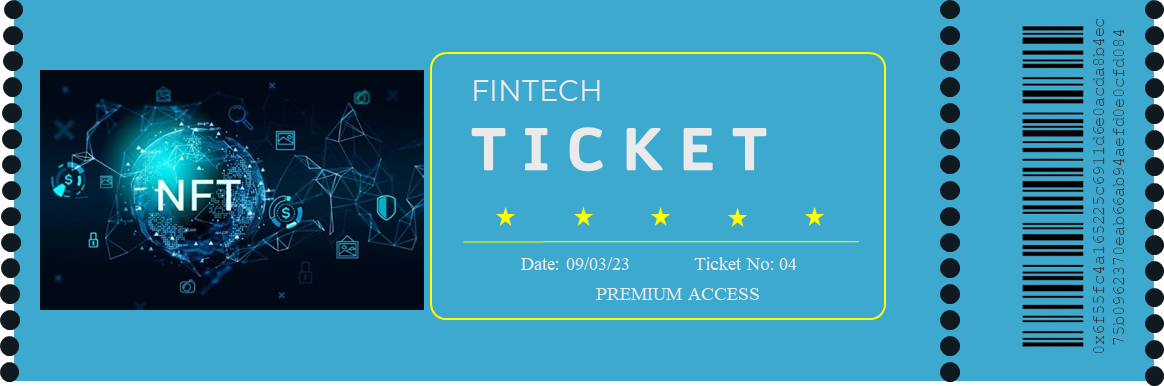 NFT
FINTECH
TICKET
Date: 09/03/23
Ticket No: 04
PREMIUM ACCESS
0x6f55fc4a165225c6911d6e0acda8b4ec
75b0962370eab66ab94aefd0e0cfd084